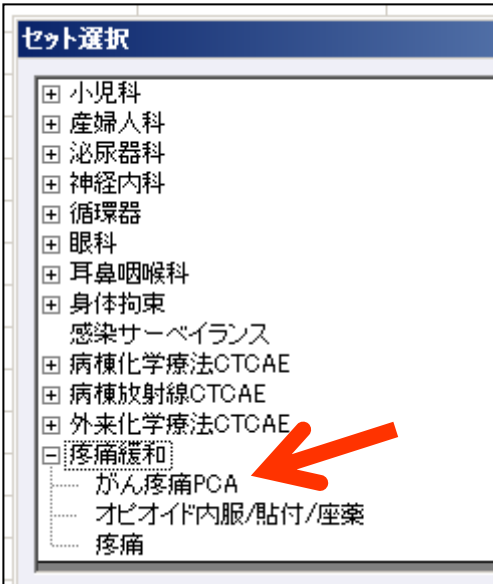 セット選択
小児科
産婦人科
泌尿器科
神経内科
循環器
眼科
耳鼻咽喉科
身体拘束
感染サーベイランス
病棟化学療法CTCAE
病棟放射線CTCAE
外来化学療法CTCAE
疼痛緩和
がん疼痛PCA
オピオイド内服/貼付/座薬
疼痛